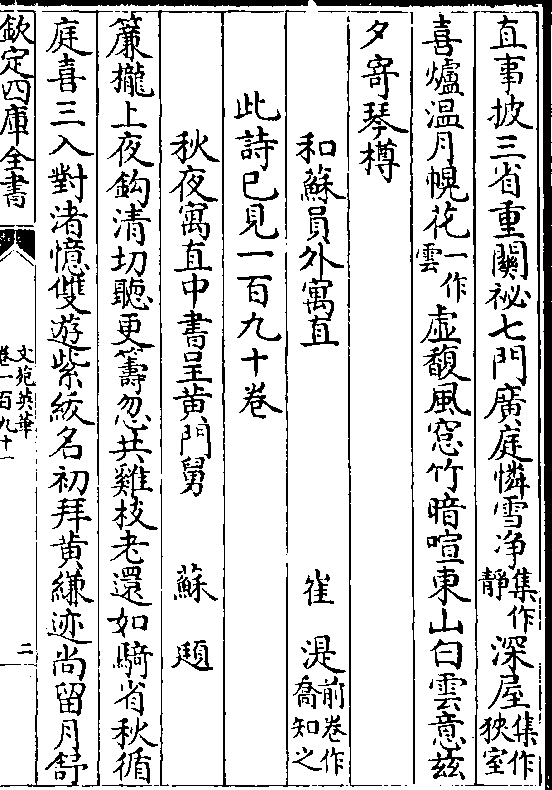 直事披三省重關祕七門廣庭憐雪净集作靜深屋集作狹室
喜爐温月幌花一作雲虚馥風窓竹暗喧東山白雲意兹
夕寄琴樽
和蘇員外寓直 崔湜前卷作喬知之
此詩已見一百九十卷
秋夜寓直中書呈黄門舅 蘇頲
簾櫳上夜鈎清切聽更籌忽共雞枝老還如騎省秋循
庭喜三入對渚憶雙遊紫綬名初拜黄縑迹尚留月舒
欽定四庫全書
文苑英華
卷一百九十一
二